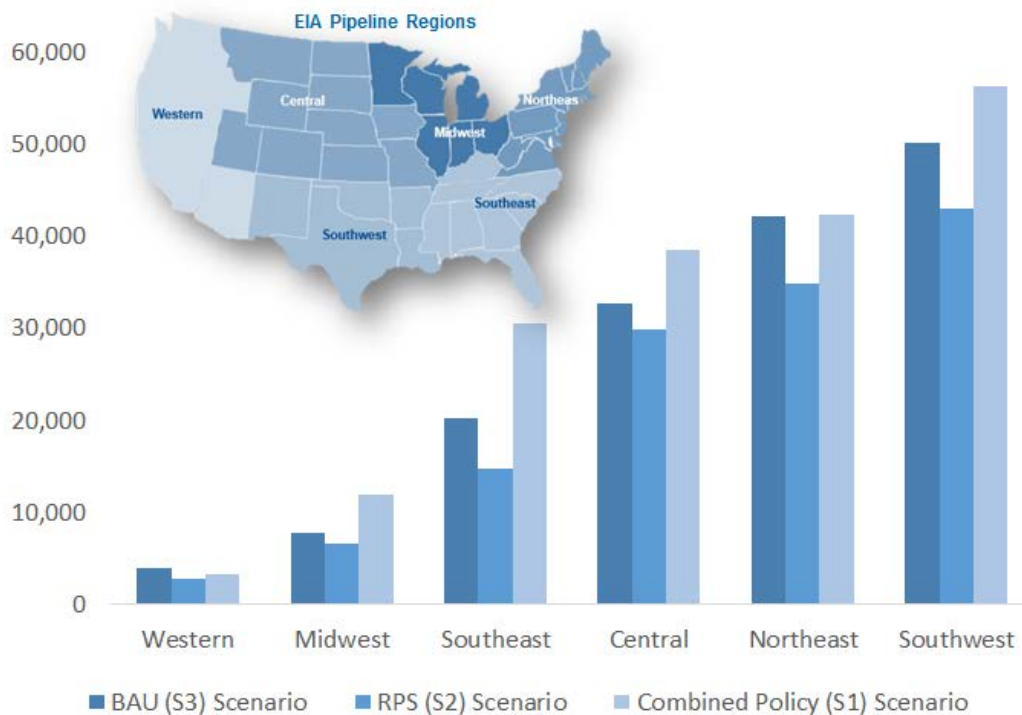 EIA Pipeline Regions
60,000
50,000
40,000
30,000
20,000
10,000
0
Western
Central
Northeas
Midwest
Southeast
Southwest
Western Midwest Southeast Central Northeast Southwest
BAU (S3) Scenario RPS (S2) Scenario Combined Policy (S1) Scenario